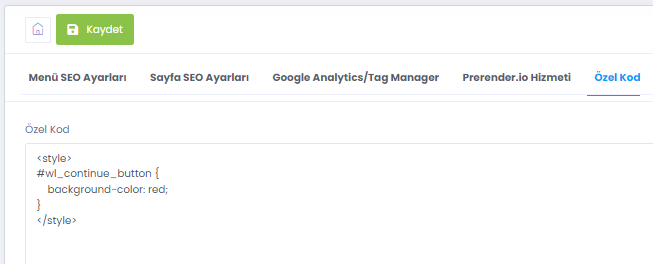 Kaydet
Menü SEO Ayarları Sayfa SEO Ayarları Google Analytics/Tag Manager Prerender.io Hizmeti Özel Kod
Özel Kod
<style>
#wl_continue_button {
    background-color: red;
}
</style>